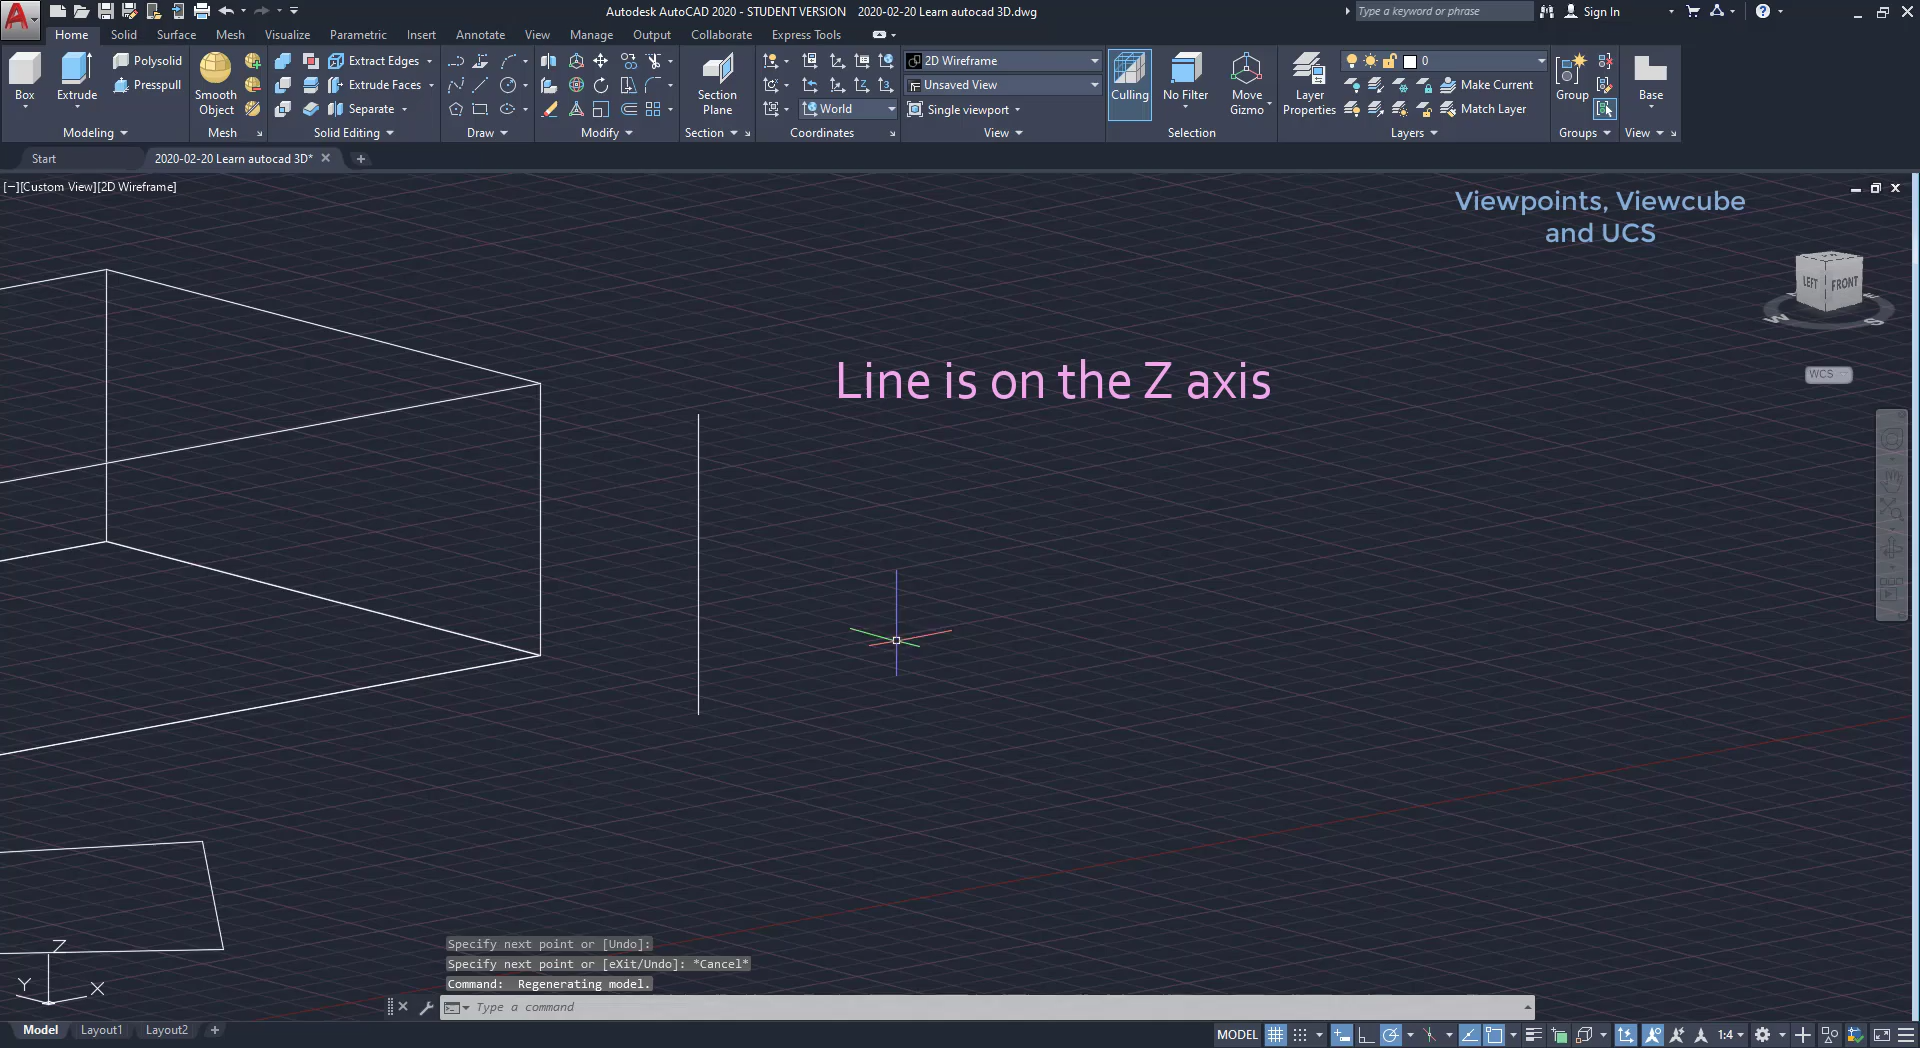 Autodesk AutoCAD 2020 - STUDENT VERSION 2020-02-20 Learn autocad 3D.dwg
Type a keyword or phrase
Sign In
Home Solid Surface Mesh Visualize Parametric Insert Annotate View Manage Output Collaborate Express Tools
Box
Extrude
Polysolid
Presspull
Modeling
Smooth
Object
Mesh
Extract Edges
Extrude Faces
Separate
Solid Editing
Draw
Modify
Section
Plane
Section
World
Coordinates
2D Wireframe
Unsaved View
Single viewport
View
Culling
No Filter
Move
Gizmo
Selection
Layer
Properties
0
Make Current
Match Layer
Layers
Group
Groups
Base
View
Start
2020-02-20 Learn autocad 3D*
[−][Custom View][2D Wireframe]
Viewpoints, Viewcube
and UCS
LEFT FRONT
W S
WCS
Line is on the Z axis
Z
Y X
Specify next point or [Undo]:
Specify next point or [eXit/Undo]: *Cancel*
Command: Regenerating model.
Type a command
Model Layout1 Layout2
MODEL
1:4